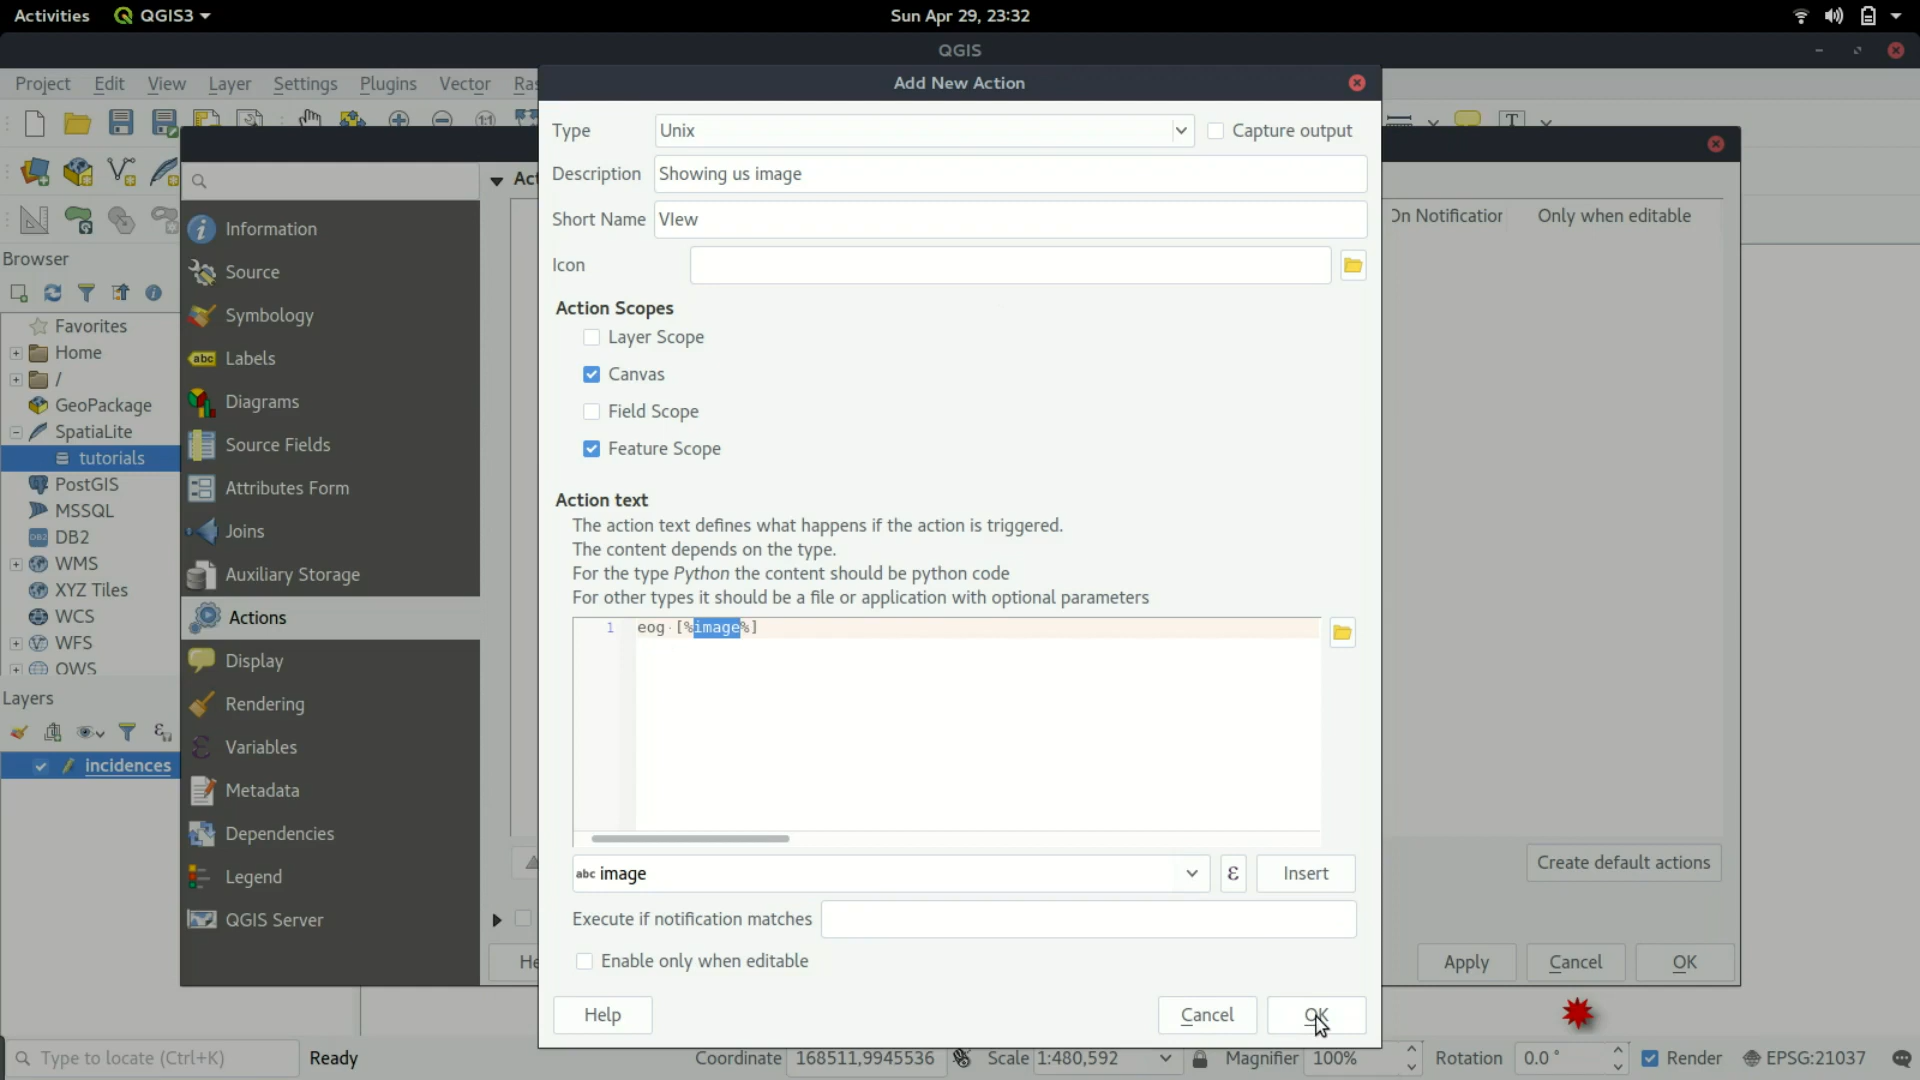 Activities QGIS3 Sun Apr 29, 23:32
QGIS
Project Edit View Layer Settings Plugins Vector Ras
Add New Action
Type Unix Capture output
Description Showing us image
Short Name VIew
Icon
Action Scopes
Layer Scope
Canvas
Field Scope
Feature Scope
Action text
The action text defines what happens if the action is triggered.
The content depends on the type.
For the type Python the content should be python code
For other types it should be a file or application with optional parameters
1 eog [%image%]
abc image ε Insert
Execute if notification matches
Enable only when editable
Help Cancel OK
Act
On Notification Only when editable
Information
Source
Symbology
abc Labels
Diagrams
Source Fields
Attributes Form
Joins
Auxiliary Storage
Actions
Display
Rendering
Variables
Metadata
Dependencies
Legend
QGIS Server
Create default actions
He Apply Cancel OK
Browser
Favorites
Home
/
GeoPackage
SpatiaLite
tutorials
PostGIS
MSSQL
DB2
WMS
XYZ Tiles
WCS
WFS
OWS
Layers
incidences
Type to locate (Ctrl+K) Ready Coordinate 168511,9945536 Scale 1:480,592 Magnifier 100% Rotation 0.0 ° Render EPSG:21037